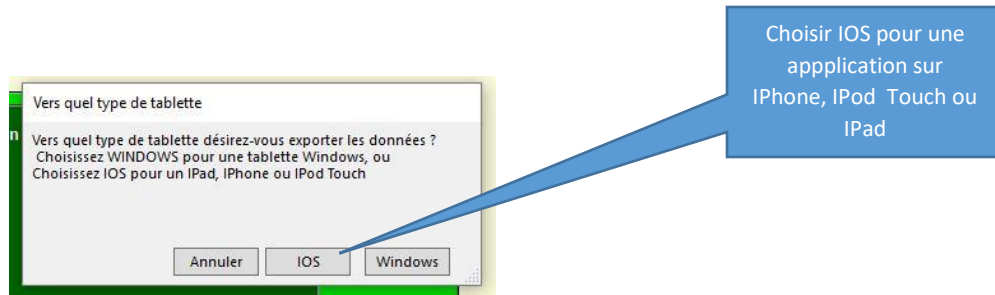 Choisir IOS pour une
appplication sur
IPhone, IPod Touch ou
IPad
Vers quel type de tablette
n
Vers quel type de tablette désirez-vous exporter les données ?
Choisissez WINDOWS pour une tablette Windows, ou
Choisissez IOS pour un IPad, IPhone ou IPod Touch
Annuler IOS Windows